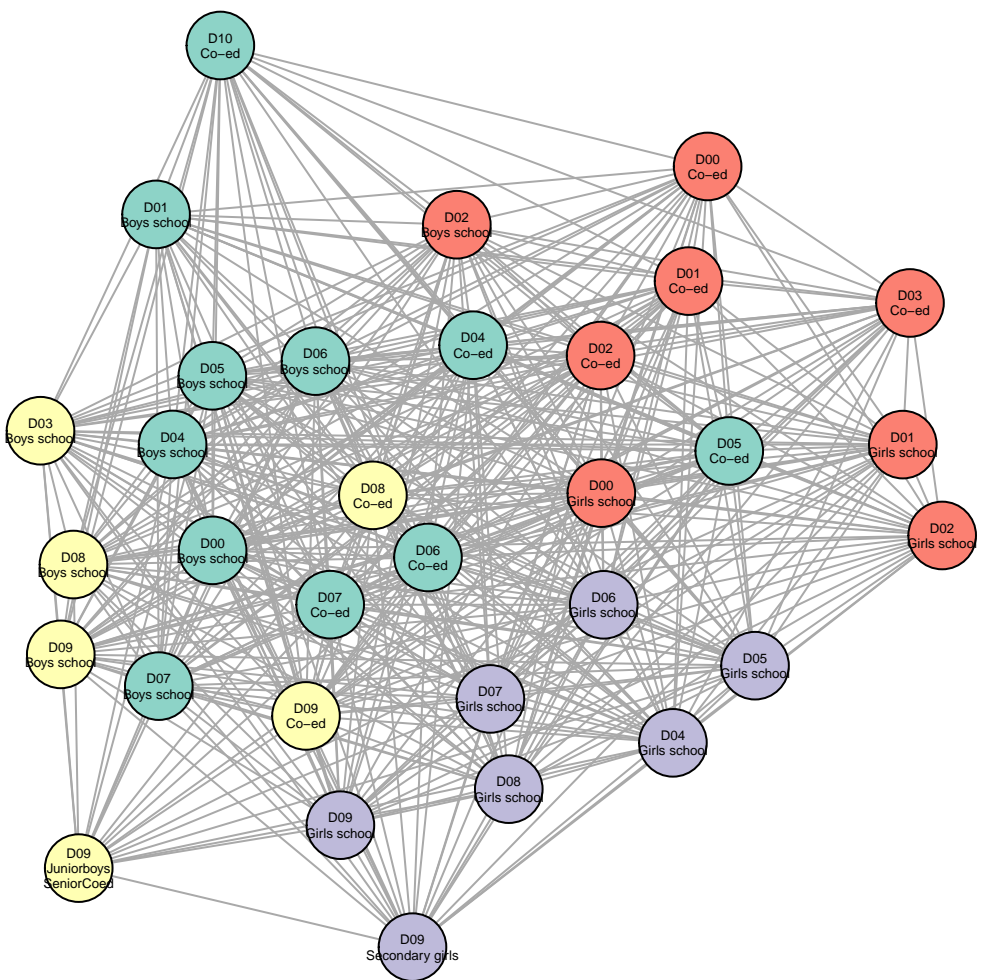 D10
Co–ed
D00
Co–ed
D01
Boys school
D02
Boys school
D01
Co–ed
D03
Co–ed
D04
Co–ed
D02
Co–ed
D06
Boys school
D05
Boys school
D03
Boys school
D04
Boys school
D05
Co–ed
D01
Girls school
D08
Co–ed
D00
Girls school
D02
Girls school
D00
Boys school
D06
Co–ed
D08
Boys school
D07
Co–ed
D06
Girls school
D09
Boys school
D05
Girls school
D07
Boys school
D07
Girls school
D09
Co–ed
D04
Girls school
D08
Girls school
D09
Girls school
D09
Juniorboys
SeniorCoed
D09
Secondary girls